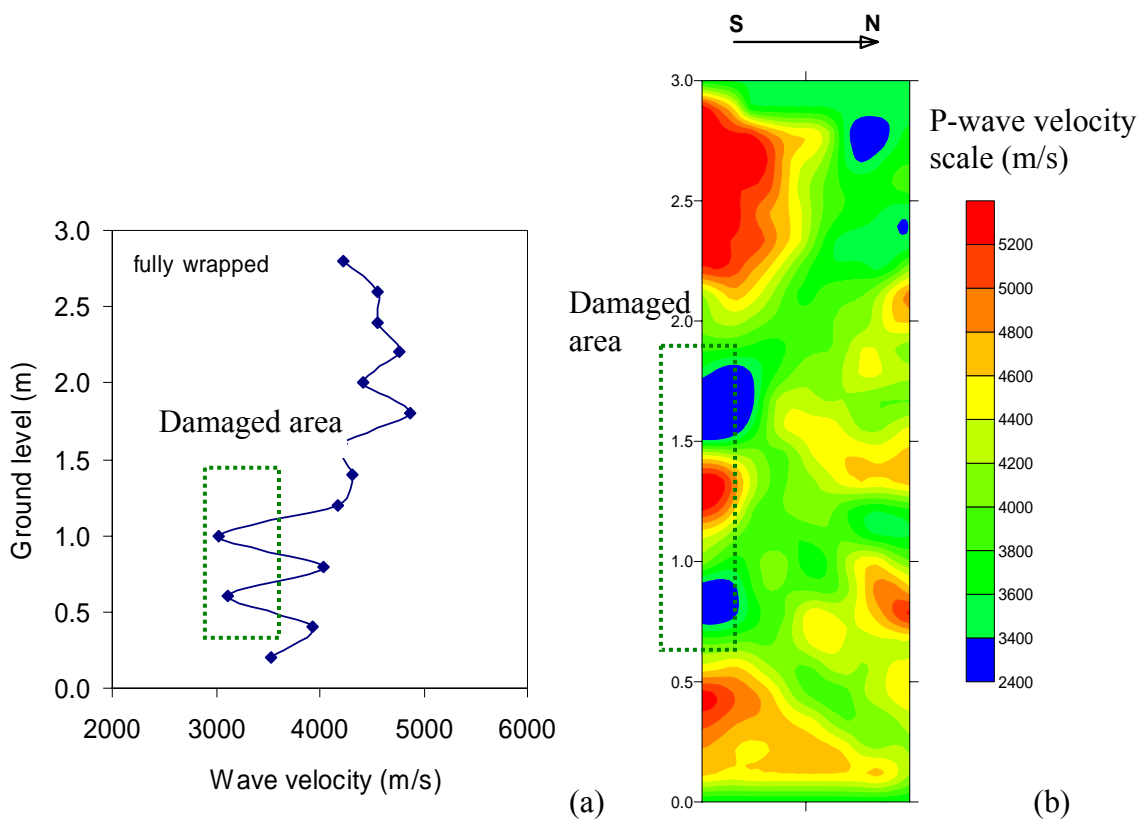 S N
3.0
2.5
2.0
1.5
1.0
0.5
0.0
P-wave velocity
scale (m/s)
5200
5000
4800
4600
4400
4200
4000
3800
3600
3400
2400
Damaged
area
(b)
3.0
2.5
2.0
1.5
1.0
0.5
0.0
Ground level (m)
fully wrapped
Damaged area
2000 3000 4000 5000 6000
Wave velocity (m/s)
(a)